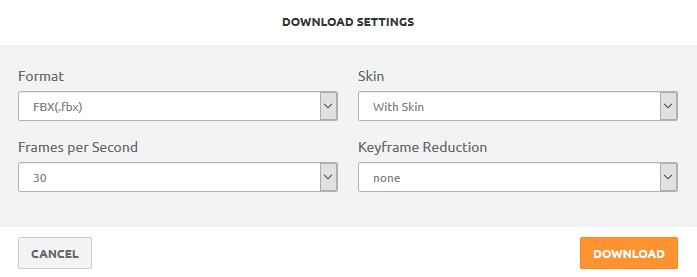 DOWNLOAD SETTINGS
Format
Skin
FBX(.fbx)
With Skin
Frames per Second
Keyframe Reduction
30
none
CANCEL
DOWNLOAD